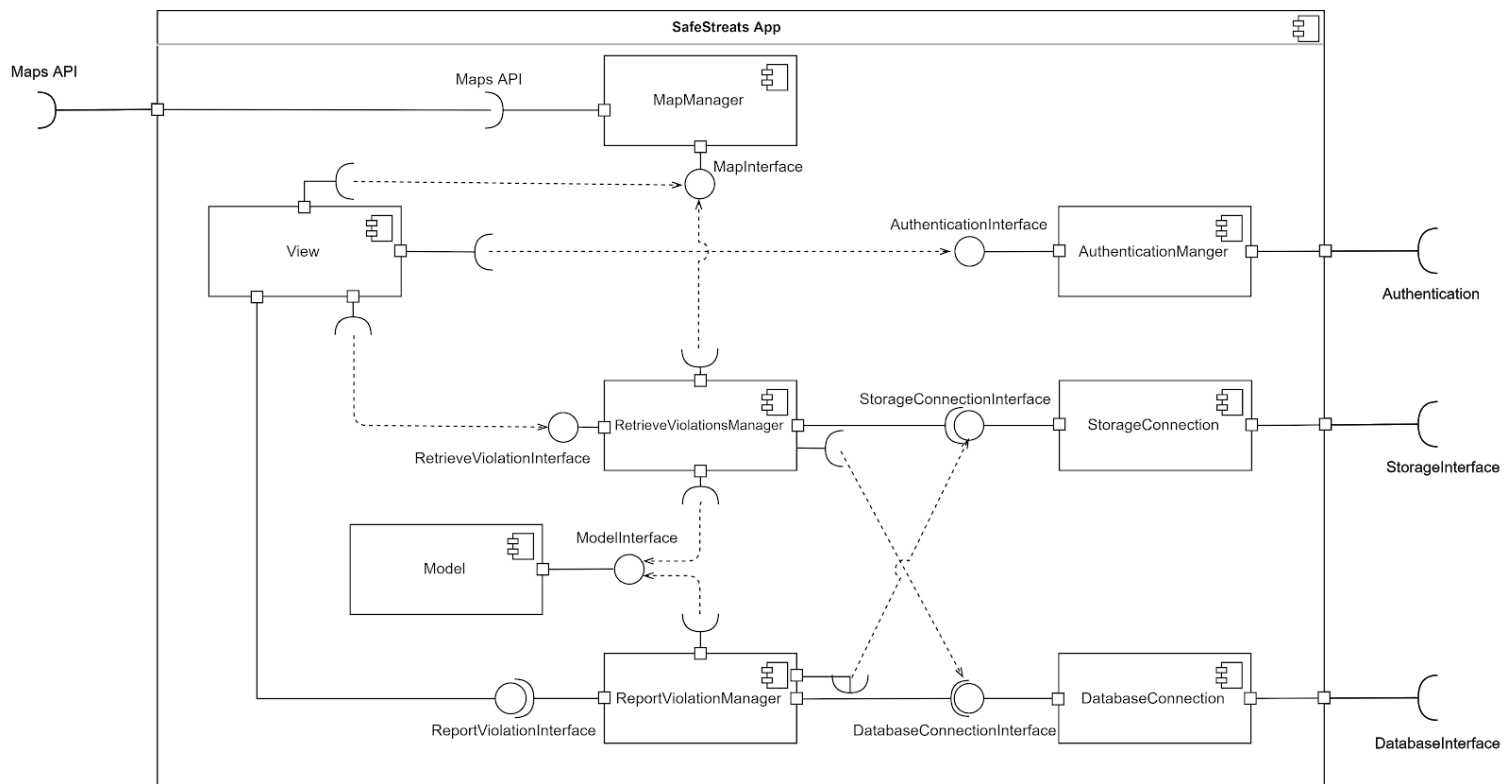 SafeStreats App
Maps API
Maps API
MapManager
MapInterface
AuthenticationInterface
View
AuthenticationManger
Authentication
StorageConnectionInterface
RetrieveViolationsManager
StorageConnection
RetrieveViolationInterface
StorageInterface
ModelInterface
Model
ReportViolationManager
DatabaseConnection
ReportViolationInterface
DatabaseConnectionInterface
DatabaseInterface